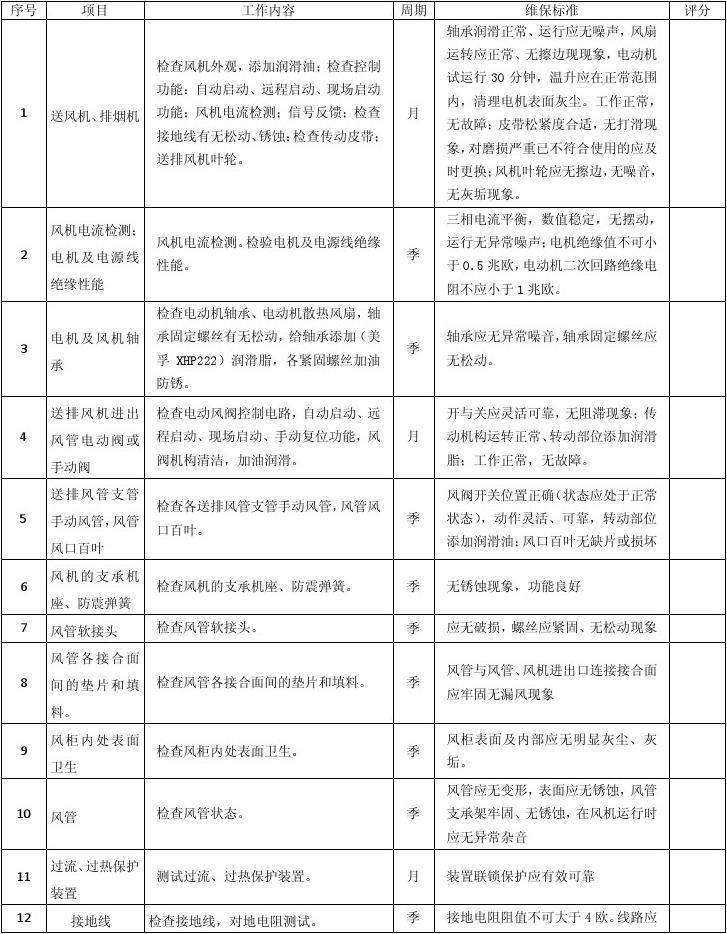 序号 项目 工作内容 周期 维保标准 评分
1
送风机、排烟机
检查风机外观，添加润滑油；检查控制
功能；自动启动、远程启动、现场启动
功能；风机电流检测；信号反馈；检查
接地线有无松动、锈蚀；检查传动皮带；
送排风机叶轮。
月
轴承润滑正常、运行应无噪声，风扇
运转应正常、无擦边现现象，电动机
试运行30分钟，温升应在正常范围
内，清理电机表面灰尘。工作正常，
无故障；皮带松紧度合适，无打滑现
象，对磨损严重已不符合使用的应及
时更换；风机叶轮应无擦边，无噪音，
无灰垢现象。
2
风机电流检测；
电机及电源线
绝缘性能
风机电流检测。检验电机及电源线绝缘
性能。
季
三相电流平衡，数值稳定，无摆动，
运行无异常噪声；电机绝缘值不可小
于0.5兆欧，电动机二次回路绝缘电
阻不应小于1兆欧。
3
电机及风机轴
承
检查电动机轴承、电动机散热风扇，轴
承固定螺丝有无松动，给轴承添加（美
孚 XHP222）润滑脂，各紧固螺丝加油
防锈。
季
轴承应无异常噪音，轴承固定螺丝应
无松动。
4
送排风机进出
风管电动阀或
手动阀
检查电动风阀控制电路，自动启动、远
程启动、现场启动、手动复位功能，风
阀机构清洁，加油润滑。
月
开与关应灵活可靠，无阻滞现象；传
动机构运转正常、转动部位添加润滑
脂；工作正常，无故障。
5
送排风管支管
手动风管，风管
风口百叶
检查各送排风管支管手动风管，风管风
口百叶。
季
风阀开关位置正确（状态应处于正常
状态），动作灵活、可靠，转动部位
添加润滑油；风口百叶无缺片或损坏
6
风机的支承机
座、防震弹簧
检查风机的支承机座、防震弹簧。
季
无锈蚀现象，功能良好
7
风管软接头
检查风管软接头。
季
应无破损，螺丝应紧固、无松动现象
8
风管各接合面
间的垫片和填
料。
检查风管各接合面间的垫片和填料。
季
风管与风管、风机进出口连接接合面
应牢固无漏风现象
9
风柜内处表面
卫生
检查风柜内处表面卫生。
季
风柜表面及内部应无明显灰尘、灰
垢。
10
风管
检查风管状态。
季
风管应无变形，表面应无锈蚀，风管
支承架牢固、无锈蚀，在风机运行时
应无异常杂音
11
过流、过热保护
装置
测试过流、过热保护装置。
月
装置联锁保护应有效可靠
12
接地线
检查接地线，对地电阻测试。
季
接地电阻阻值不可大于4欧。线路应